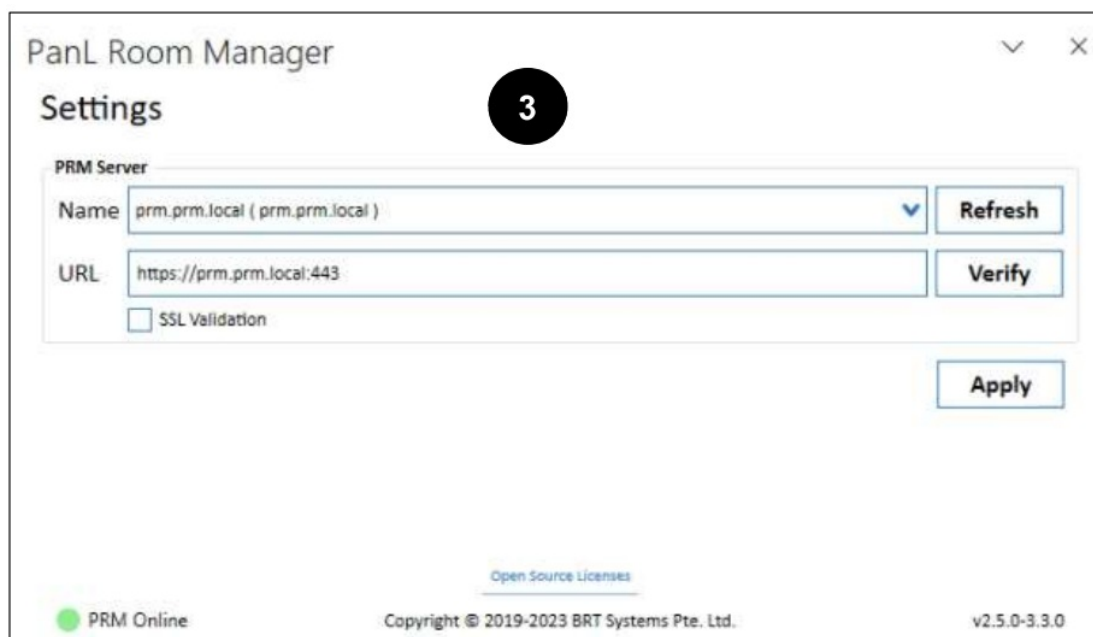 PanL Room Manager
Settings
3
PRM Server
Name prm.prm.local ( prm.prm.local ) Refresh
URL https://prm.prm.local:443 Verify
SSL Validation
Apply
Open Source Licenses
PRM Online Copyright © 2019-2023 BRT Systems Pte. Ltd. v2.5.0-3.3.0